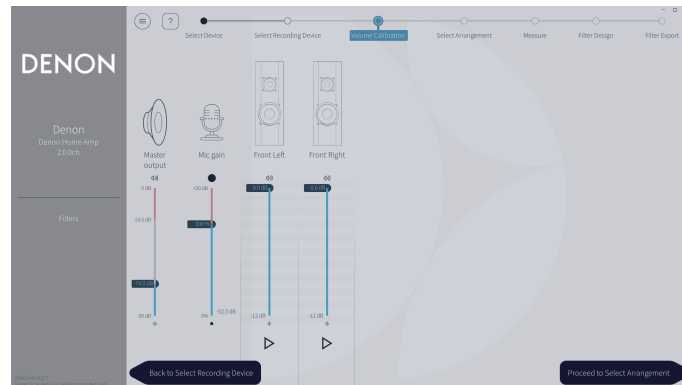 ?
Select Device
Select Recording Device
Volume Calibration
Select Arrangement
Measure
Filter Design
Filter Export
DENON
Denon
Denon Home Amp
2.0.0ch
Filters
Master
output
Mic gain
Front Left
Front Right
0 dB
+20 dB
0.0 dB
0.0 dB
-24.5 dB
100 %
-74.0 dB
-99 dB
0%
-52.5 dB
-12 dB
-12 dB
Back to Select Recording Device
Proceed to Select Arrangement